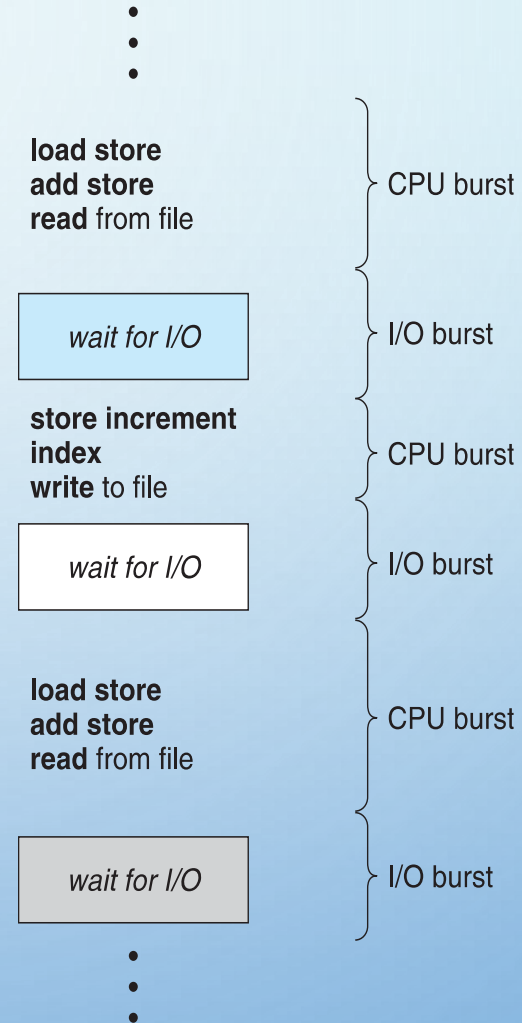 load store
add store
read from file
CPU burst
wait for I/O
I/O burst
store increment
index
write to file
CPU burst
wait for I/O
I/O burst
load store
add store
read from file
CPU burst
wait for I/O
I/O burst